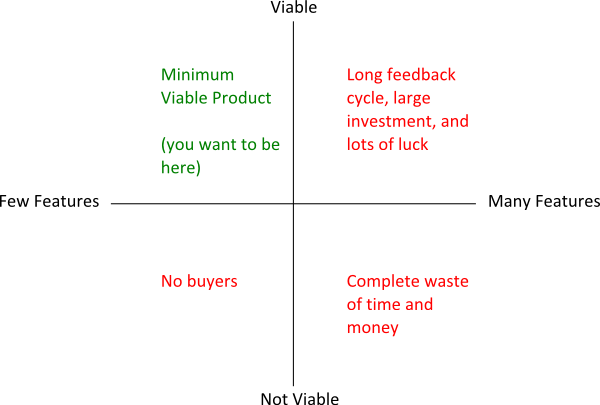 Viable
Minimum
Viable Product
(you want to be
here)
Long feedback
cycle, large
investment, and
lots of luck
Few Features
Many Features
No buyers
Complete waste
of time and
money
Not Viable